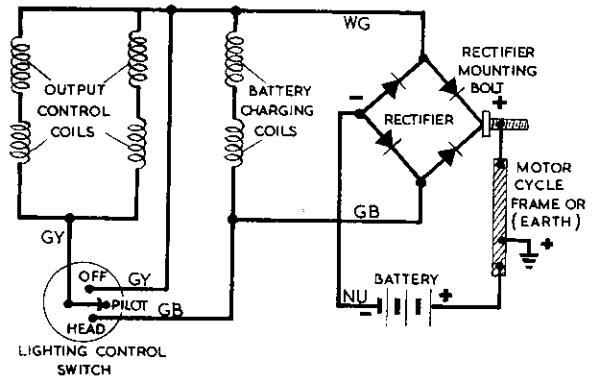 WG
RECTIFIER
MOUNTING
BOLT
+
OUTPUT
CONTROL
COILS
BATTERY
CHARGING
COILS
-
RECTIFIER
MOTOR
CYCLE
FRAME OR
(EARTH)
+
GY
GB
OFF
GY
PILOT
GB
HEAD
BATTERY
NU
-
+
LIGHTING CONTROL
SWITCH